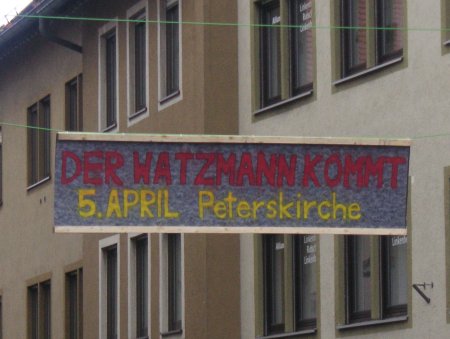 DER WATZMANN KOMMT
5. APRIL Peterskirche